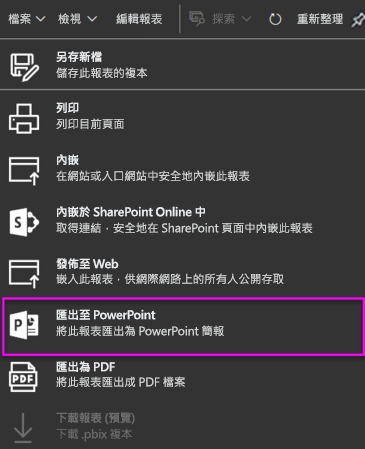 檔案 檢視 編輯報表 探索 重新整理
另存新檔
儲存此報表的複本
列印
列印目前頁面
內嵌
在網站或入口網站中安全地內嵌此報表
內嵌於 SharePoint Online 中
取得連結，安全地在 SharePoint 頁面中內嵌此報表
發佈至 Web
嵌入此報表，供網際網路上的所有人公開存取
匯出至 PowerPoint
將此報表匯出為 PowerPoint 簡報
匯出為 PDF
將此報表匯出成 PDF 檔案
下載報表 (預覽)
下載 .pbix 複本